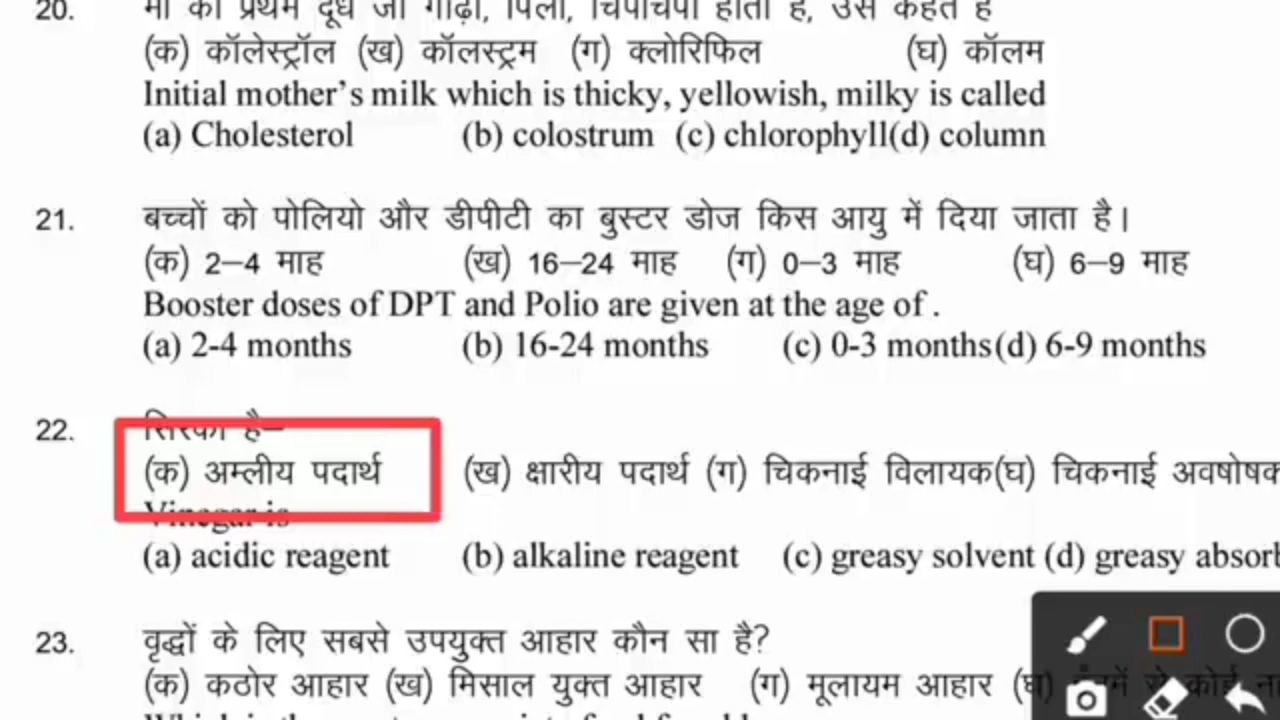 20. माँ का प्रथम दूध जो गाढ़ा, पिला, चिपचिपा होता है, उसे कहते है
(क) कॉलेस्ट्रॉल (ख) कॉलस्ट्रम (ग) क्लोरिफिल (घ) कॉलम
Initial mother's milk which is thicky, yellowish, milky is called
(a) Cholesterol (b) colostrum (c) chlorophyll(d) column
21. बच्चों को पोलियो और डीपीटी का बुस्टर डोज किस आयु में दिया जाता है।
(क) 2–4 माह (ख) 16–24 माह (ग) 0–3 माह (घ) 6–9 माह
Booster doses of DPT and Polio are given at the age of .
(a) 2-4 months (b) 16-24 months (c) 0-3 months(d) 6-9 months
22. सिरका है–
(क) अम्लीय पदार्थ (ख) क्षारीय पदार्थ (ग) चिकनाई विलायक(घ) चिकनाई अवषोषक
Vinegar is
(a) acidic reagent (b) alkaline reagent (c) greasy solvent (d) greasy absorb
23. वृद्धों के लिए सबसे उपयुक्त आहार कौन सा है?
(क) कठोर आहार (ख) मिसाल युक्त आहार (ग) मूलायम आहार (घ) से कोई